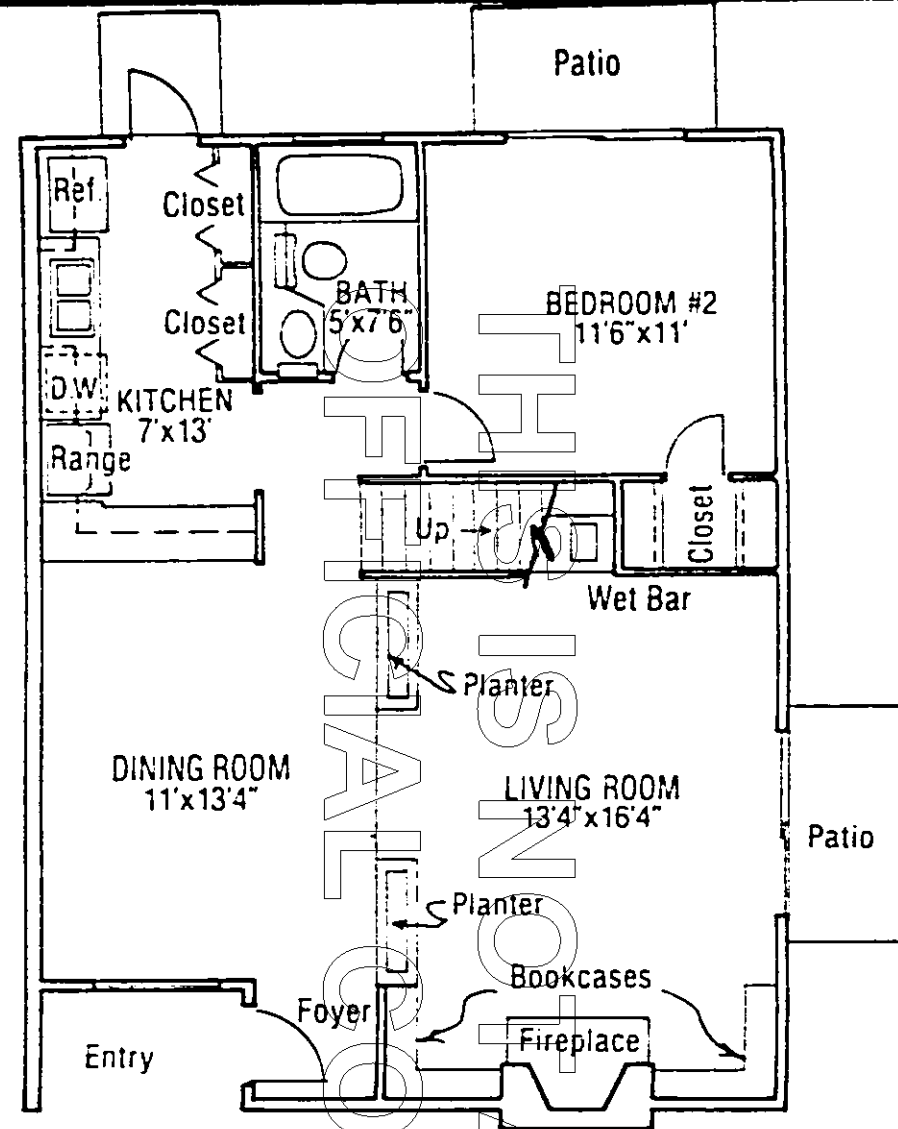 Patio
Ref.
Closet
BATH
5'x7'6"
BEDROOM #2
11'6"x11'
Closet
D.W.
KITCHEN
7'x13'
Range
Up
Closet
Wet Bar
Planter
DINING ROOM
11'x13'4"
LIVING ROOM
13'4"x16'4"
Patio
Planter
Bookcases
Foyer
Fireplace
Entry
THIS IS NOT
OFFICIAL CO